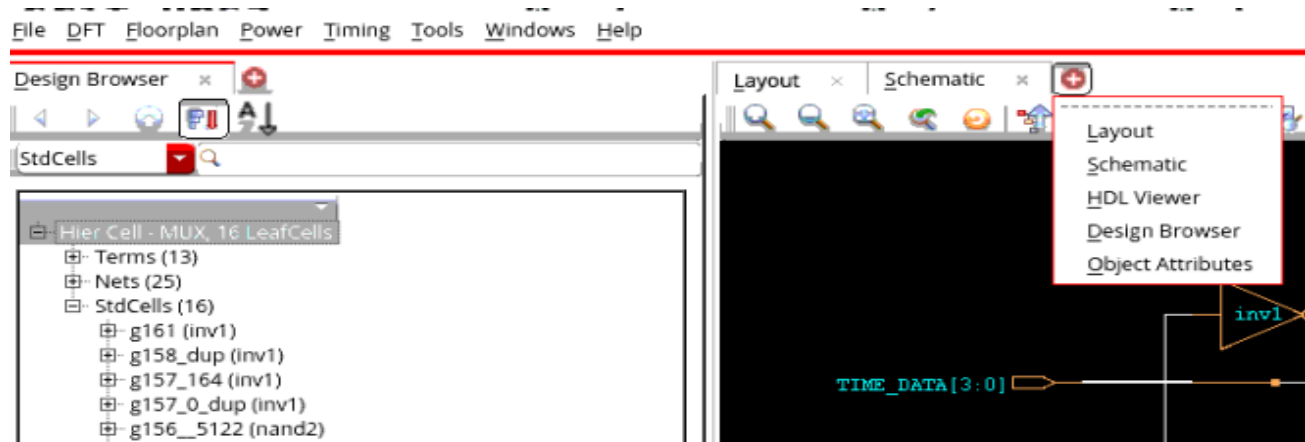 File DFT Floorplan Power Timing Tools Windows Help
Design Browser
StdCells
Hier Cell - MUX, 16 LeafCells
Terms (13)
Nets (25)
StdCells (16)
g161 (inv1)
g158_dup (inv1)
g157_164 (inv1)
g157_0_dup (inv1)
g156__5122 (nand2)
Layout Schematic
Layout
Schematic
HDL Viewer
Design Browser
Object Attributes
inv1
TIME_DATA[3:0]